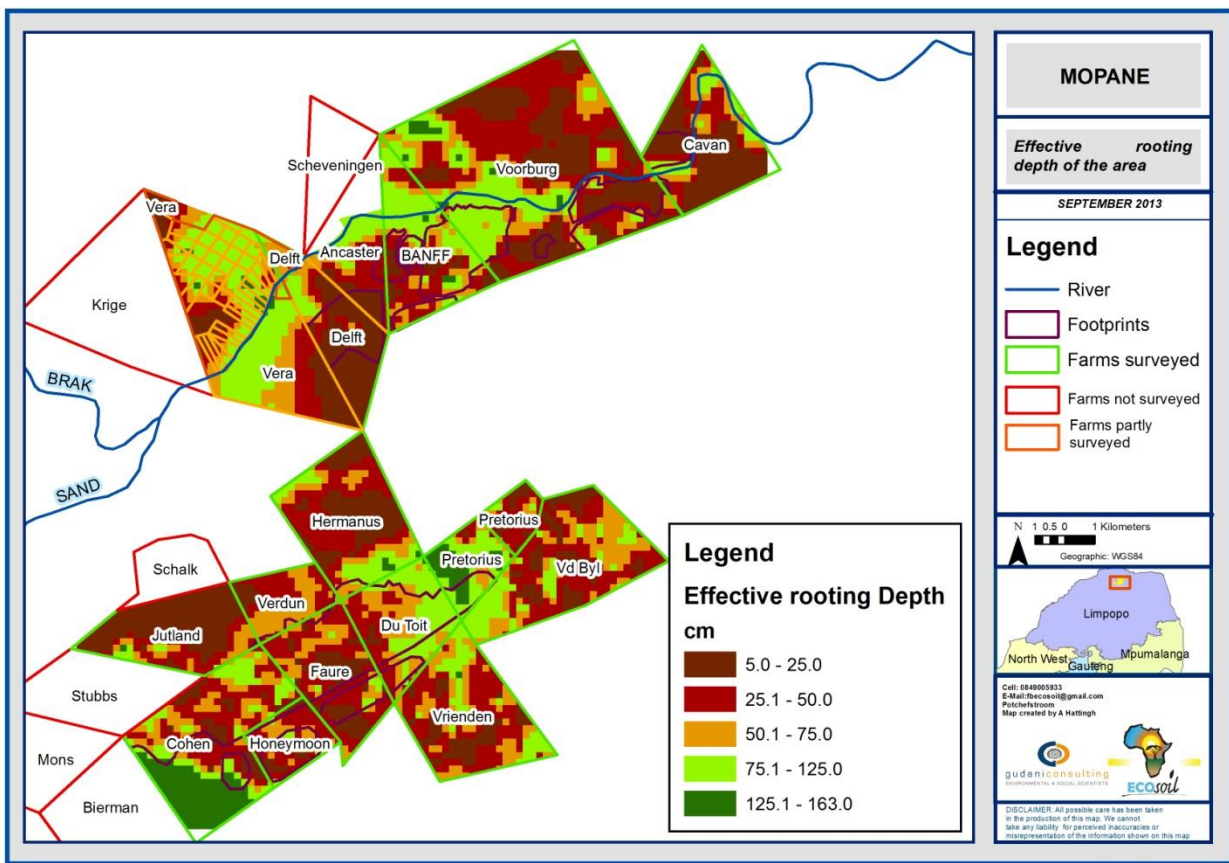 Scheveningen
Voorburg
Cavan
Vera
Delft
Ancaster
BANFF
Krige
Delft
Vera
BRAK
SAND
Hermanus
Pretorius
Pretorius
Vd Byl
Schalk
Verdun
Du Toit
Jutland
Faure
Stubbs
Vrienden
Cohen
Honeymoon
Mons
Bierman
Legend
Effective rooting Depth
cm
5.0 - 25.0
25.1 - 50.0
50.1 - 75.0
75.1 - 125.0
125.1 - 163.0
MOPANE
Effective rooting
depth of the area
SEPTEMBER 2013
Legend
River
Footprints
Farms surveyed
Farms not surveyed
Farms partly
surveyed
N 1 0.5 0 1 Kilometers
Geographic: WGS84
Limpopo
North West
Gauteng
Mpumalanga
Cell: 0849005933
E-Mail:fbecosoil@gmail.com
Potchefstroom
Map created by A Hattingh
gudaniconsulting
ENVIRONMENTAL & SOCIAL SCIENTISTS
ECOsoil
DISCLAIMER: All possible care has been taken
in the production of this map. We cannot
take any liability for perceived inaccuracies or
misrepresentation of the information shown on this map